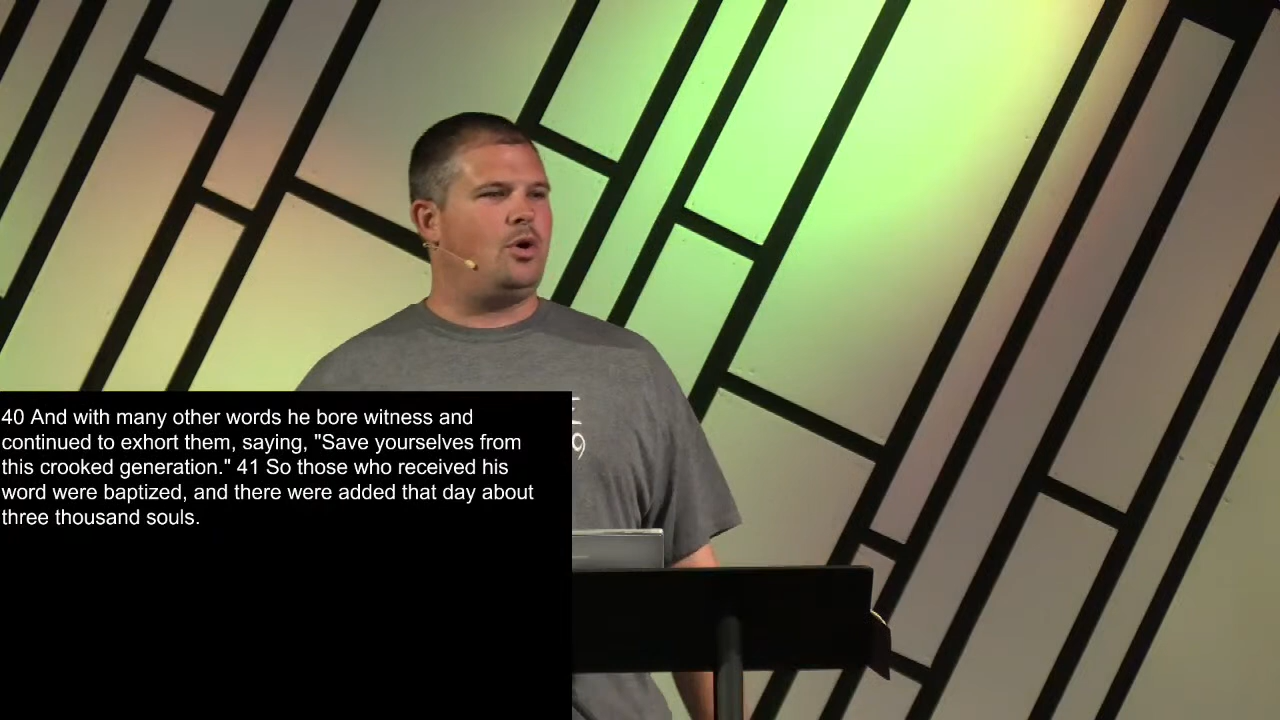 40 And with many other words he bore witness and
continued to exhort them, saying, "Save yourselves from
this crooked generation." 41 So those who received his
word were baptized, and there were added that day about
three thousand souls.